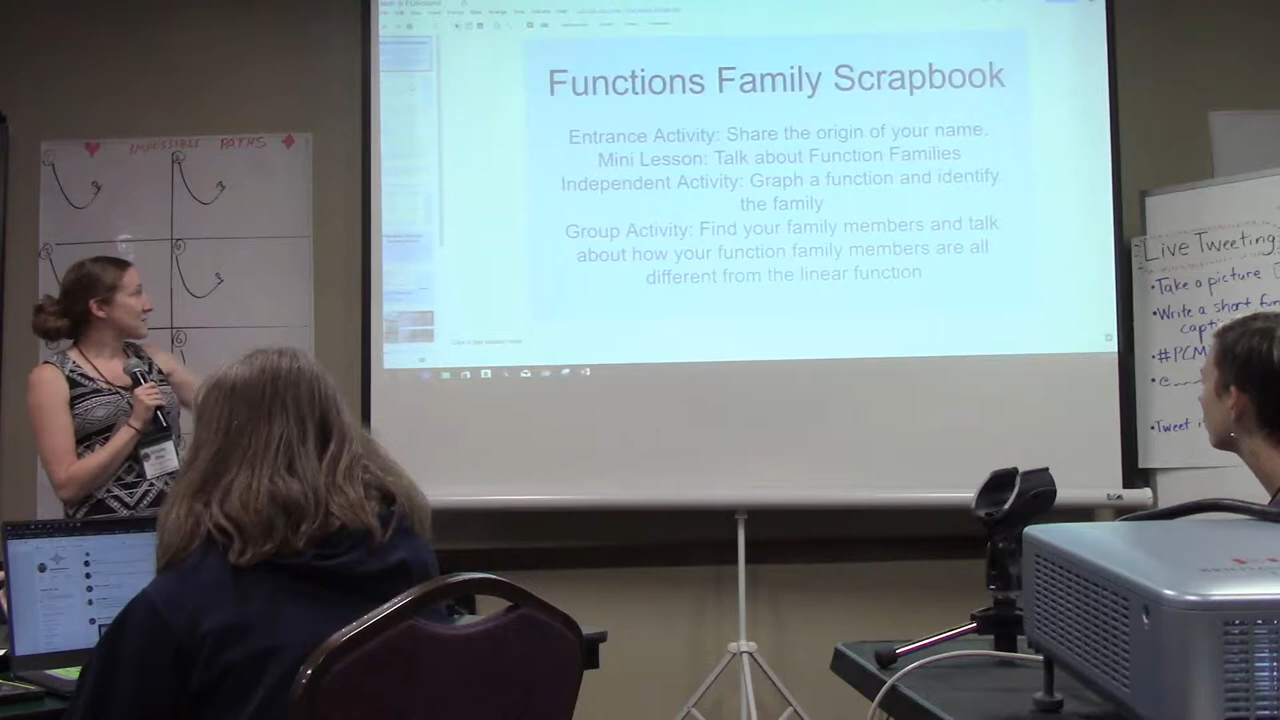 Functions Family Scrapbook
Entrance Activity: Share the origin of your name.
Mini Lesson: Talk about Function Families
Independent Activity: Graph a function and identify
the family
Group Activity: Find your family members and talk
about how your function family members are all
different from the linear function
IMPOSSIBLE PATHS
Live Tweeting
•Take a picture
•Write a short fun
capti
•#PCM
•@
•Tweet